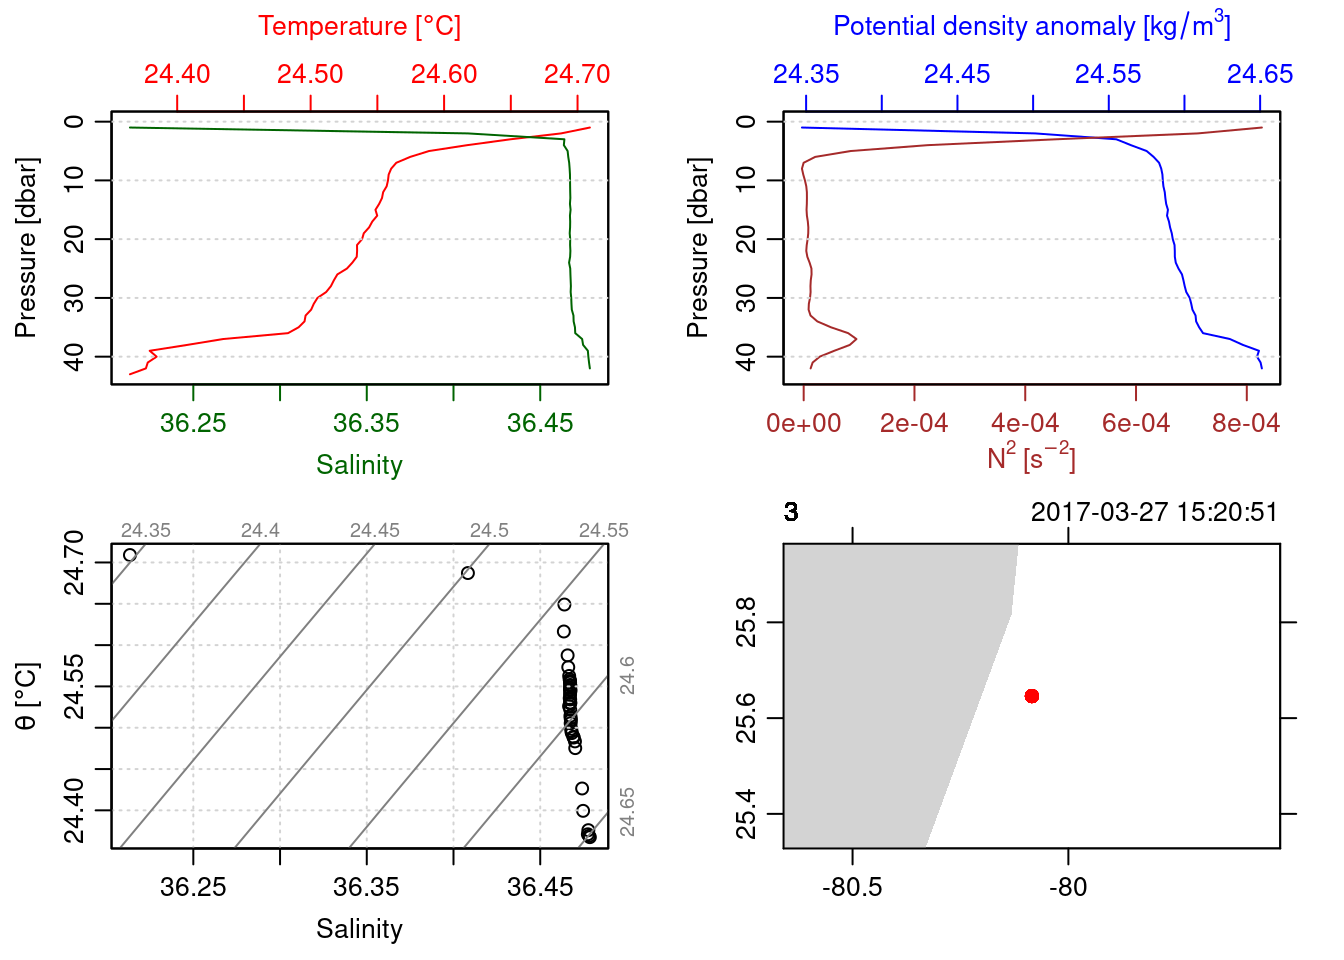 Temperature [°C]
24.40 24.50 24.60 24.70
0 10 20 30 40
Pressure [dbar]
36.25 36.35 36.45
Salinity
Potential density anomaly [kg/m³]
24.35 24.45 24.55 24.65
0 10 20 30 40
Pressure [dbar]
0e+00 2e-04 4e-04 6e-04 8e-04
N² [s⁻²]
24.35 24.4 24.45 24.5 24.55
24.6
24.65
24.70
24.55
24.40
θ [°C]
36.25 36.35 36.45
Salinity
3 2017-03-27 15:20:51
25.8
25.6
25.4
-80.5 -80